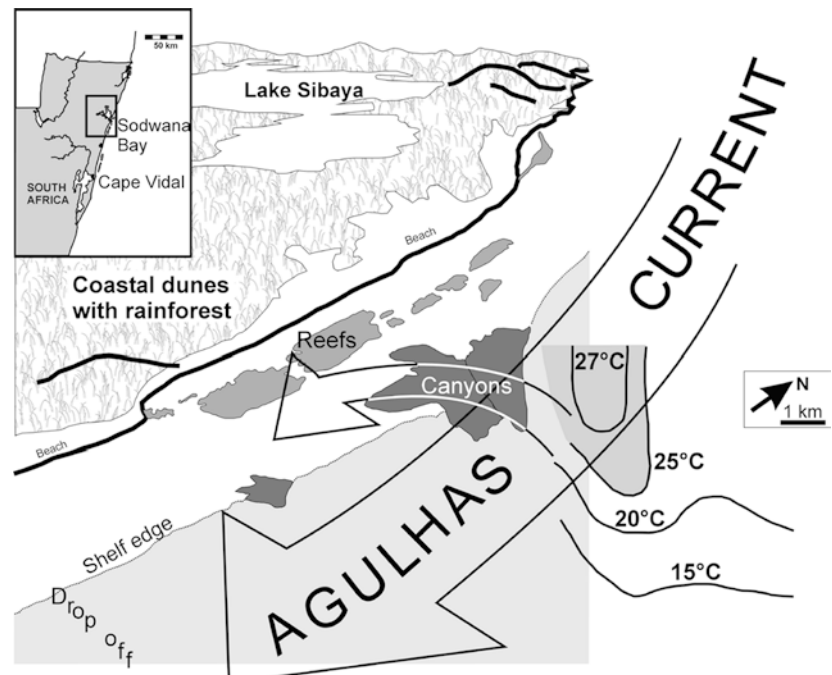 50 km
Lake Sibaya
Sodwana
Bay
SOUTH
AFRICA
Cape Vidal
CURRENT
Beach
Coastal dunes
with rainforest
Reefs
Canyons
27°C
N
1 km
Beach
25°C
20°C
AGULHAS
Shelf edge
15°C
Drop
off